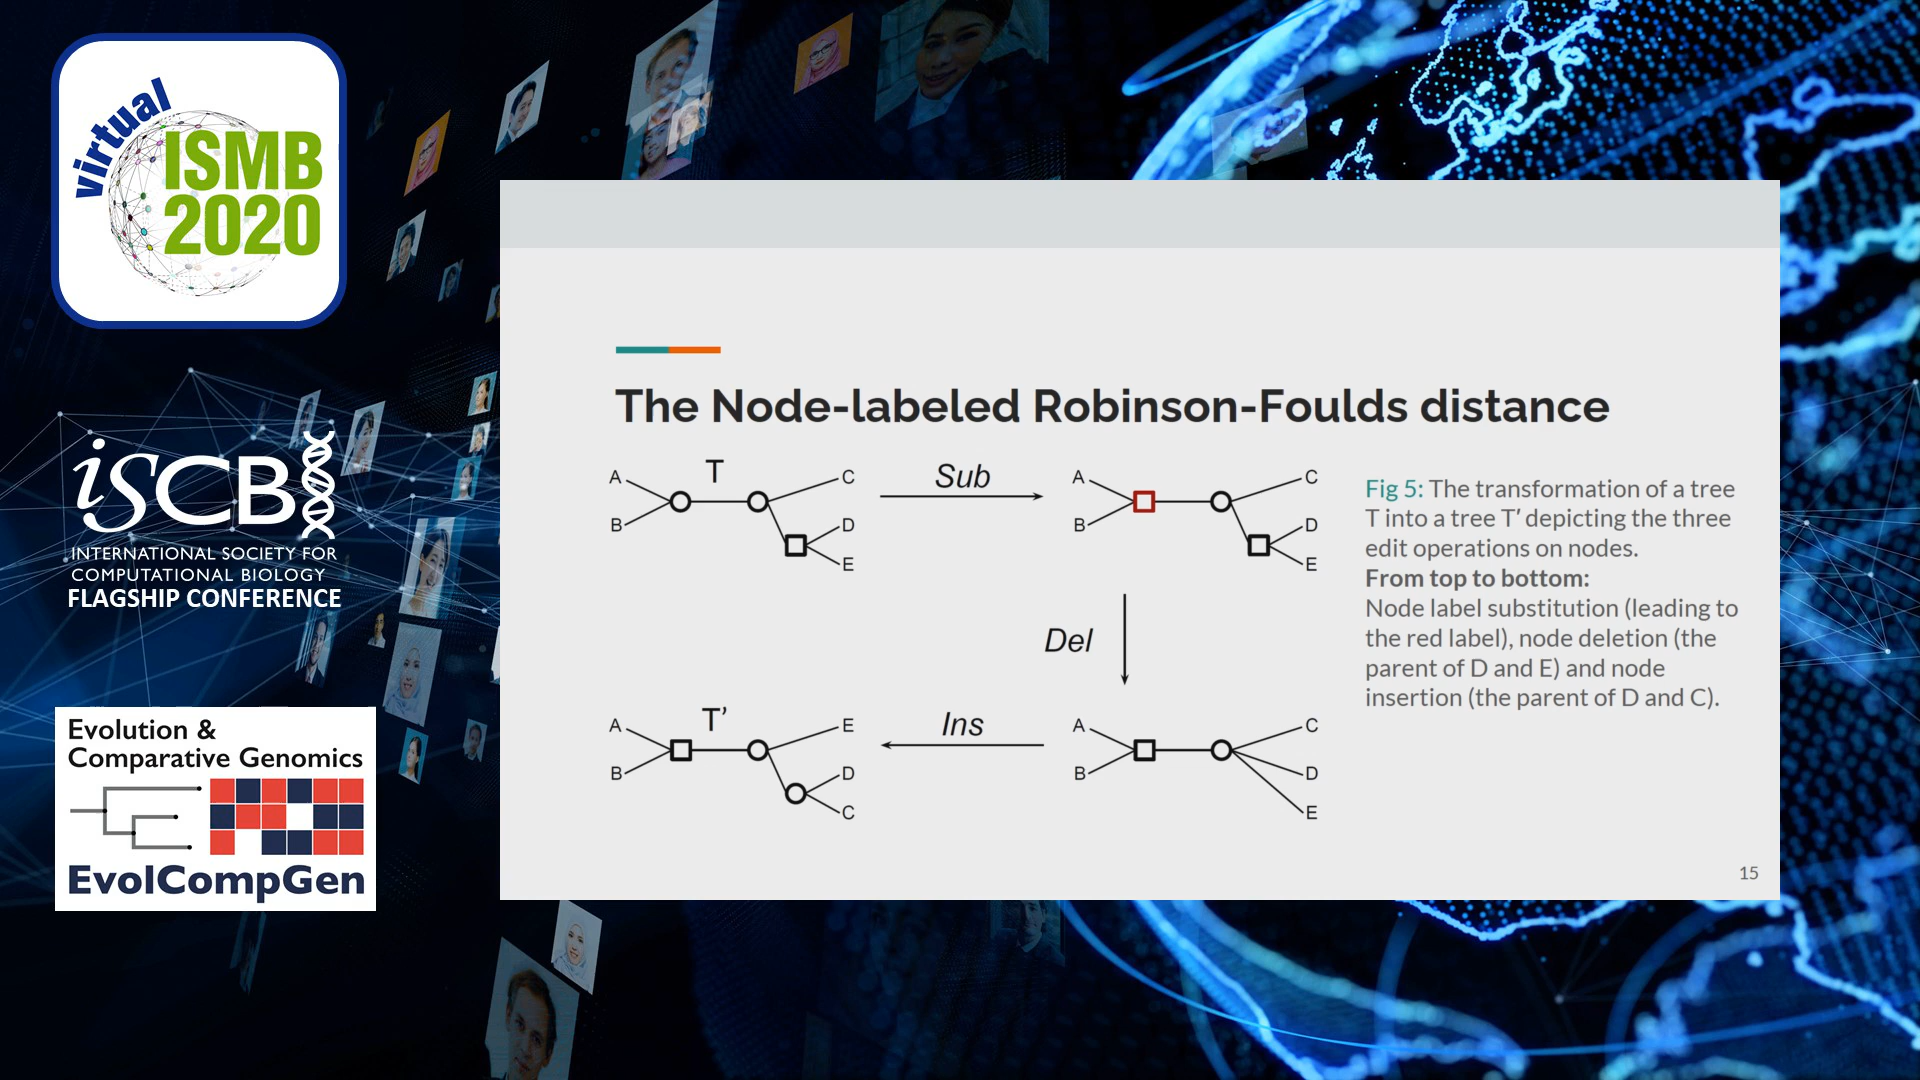 virtual
ISMB
2020
iSCB
INTERNATIONAL SOCIETY FOR
COMPUTATIONAL BIOLOGY
FLAGSHIP CONFERENCE
Evolution &
Comparative Genomics
EvolCompGen
The Node-labeled Robinson-Foulds distance
T
A
B
C
D
E
Sub
A
B
C
D
E
Del
T’
A
B
E
D
C
Ins
A
B
C
D
E
Fig 5: The transformation of a tree
T into a tree T’ depicting the three
edit operations on nodes.
From top to bottom:
Node label substitution (leading to
the red label), node deletion (the
parent of D and E) and node
insertion (the parent of D and C).
15